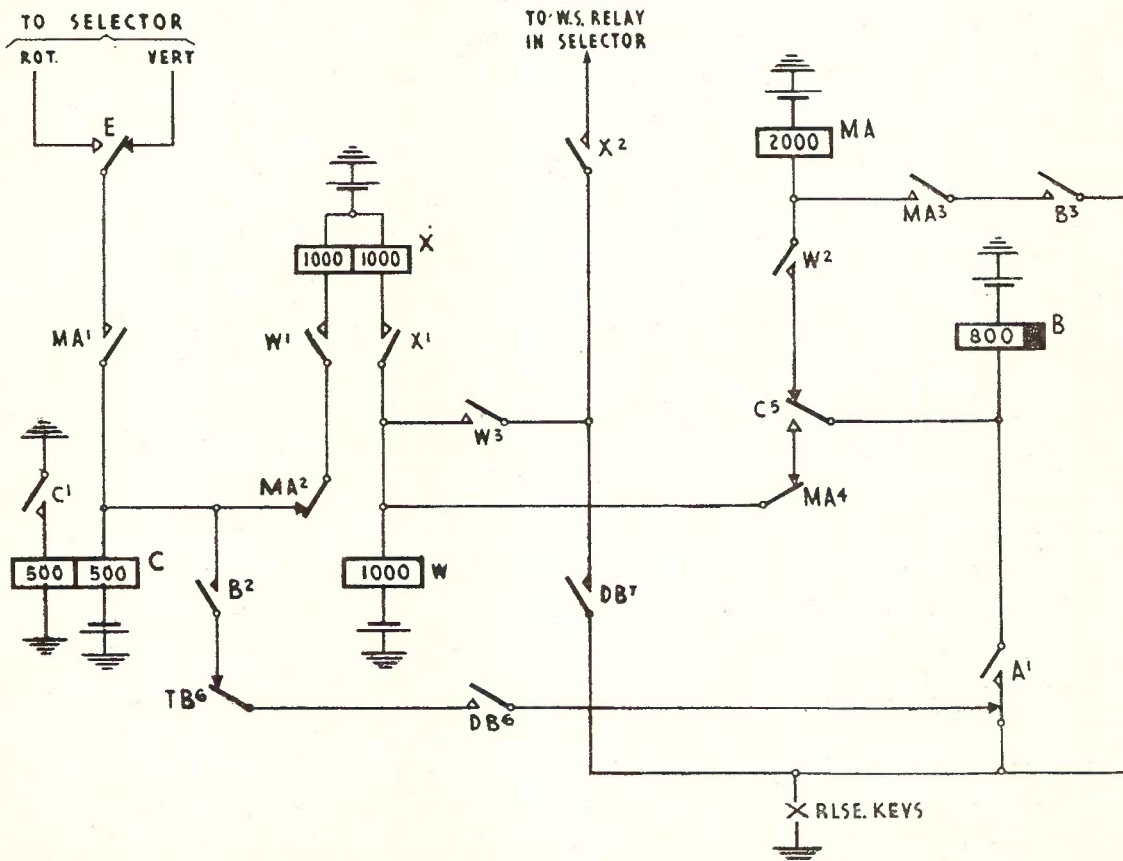 TO SELECTOR
ROT. VERT
TO W.S. RELAY
IN SELECTOR
E
X²
2000 MA
MA³ B³
1000 1000 X
W²
MA¹
W¹ X¹
800 B
C⁵
W³
C¹
MA² MA⁴
500 500 C
B²
1000 W
DB⁷
A¹
TB⁶
DB⁶
RLSE. KEYS